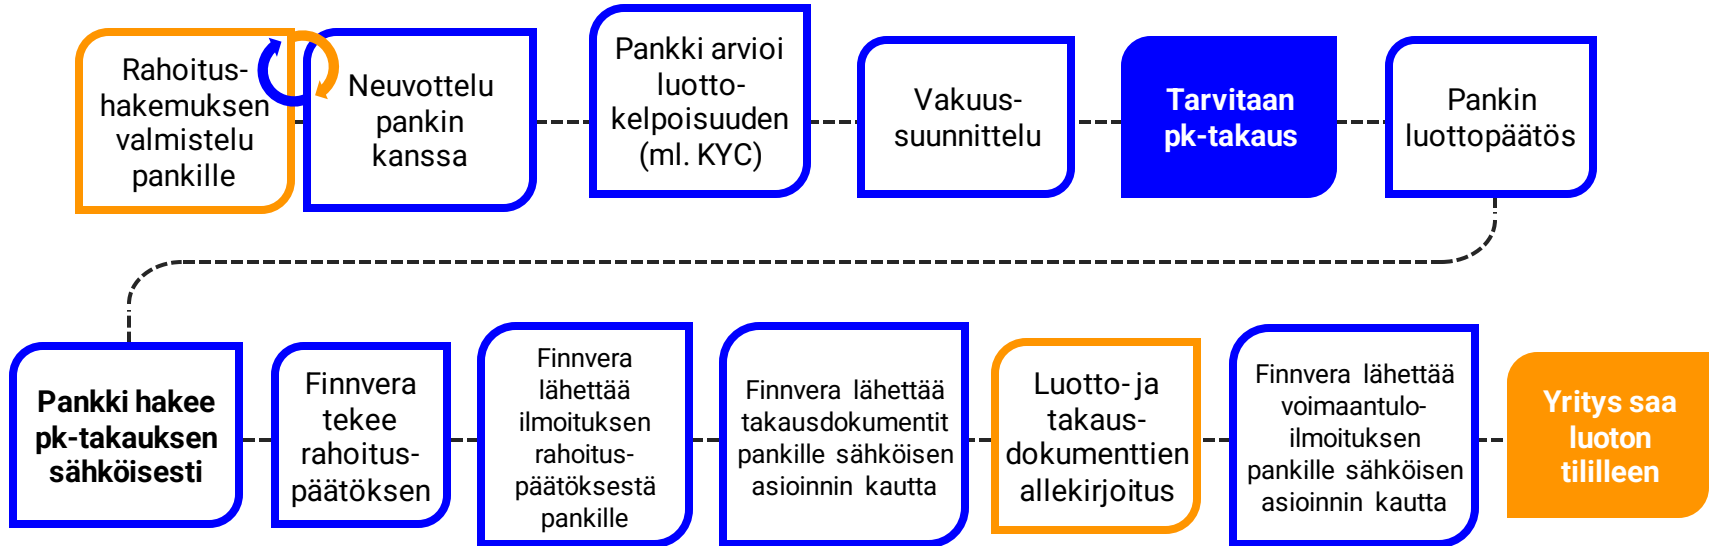 Rahoitus-
hakemuksen
valmistelu
pankille
Neuvottelu
pankin
kanssa
Pankki arvioi
luotto-
kelpoisuuden
(ml. KYC)
Vakuus-
suunnittelu
Tarvitaan
pk-takaus
Pankin
luottopäätös
Pankki hakee
pk-takauksen
sähköisesti
Finnvera
tekee
rahoitus-
päätöksen
Finnvera
lähettää
ilmoituksen
rahoitus-
päätöksestä
pankille
Finnvera lähettää
takausdokumentit
pankille sähköisen
asioinnin kautta
Luotto- ja
takaus-
dokumenttien
allekirjoitus
Finnvera lähettää
voimaantulo-
ilmoituksen
pankille sähköisen
asioinnin kautta
Yritys saa
luoton
tililleen